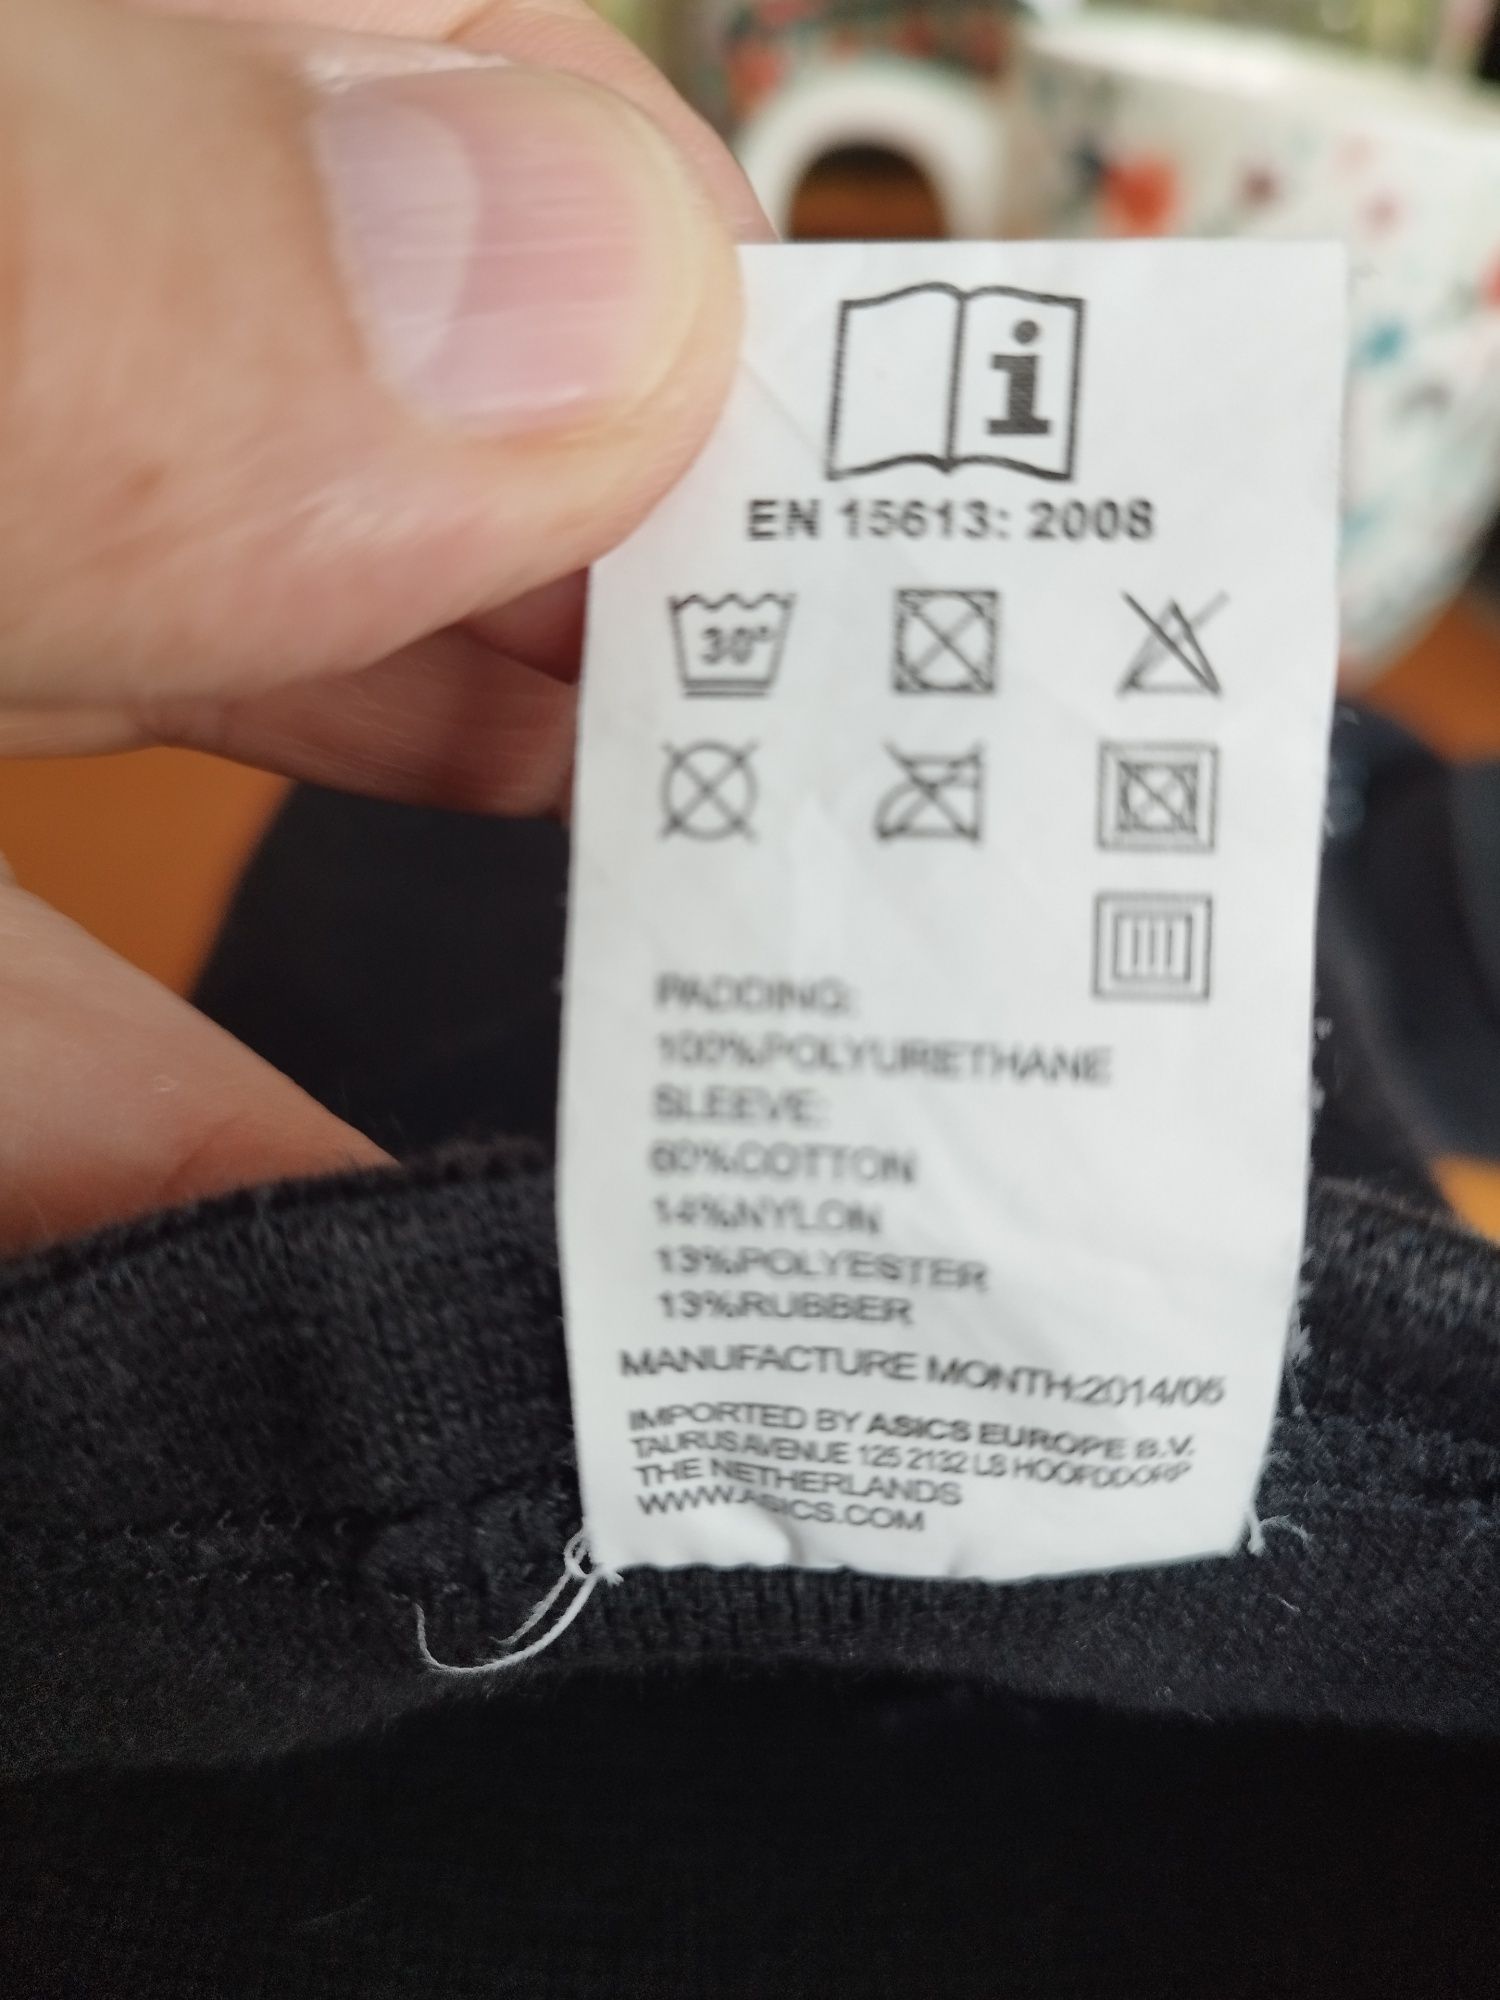 i
EN 15613: 2008
30°
PADDING:
100%POLYURETHANE
SLEEVE:
60%COTTON
14%NYLON
13%POLYESTER
13%RUBBER
MANUFACTURE MONTH:2014/05
IMPORTED BY ASICS EUROPE B.V.
TAURUSAVENUE 125 2132 LS HOOFDDORP
THE NETHERLANDS
WWW.ASICS.COM